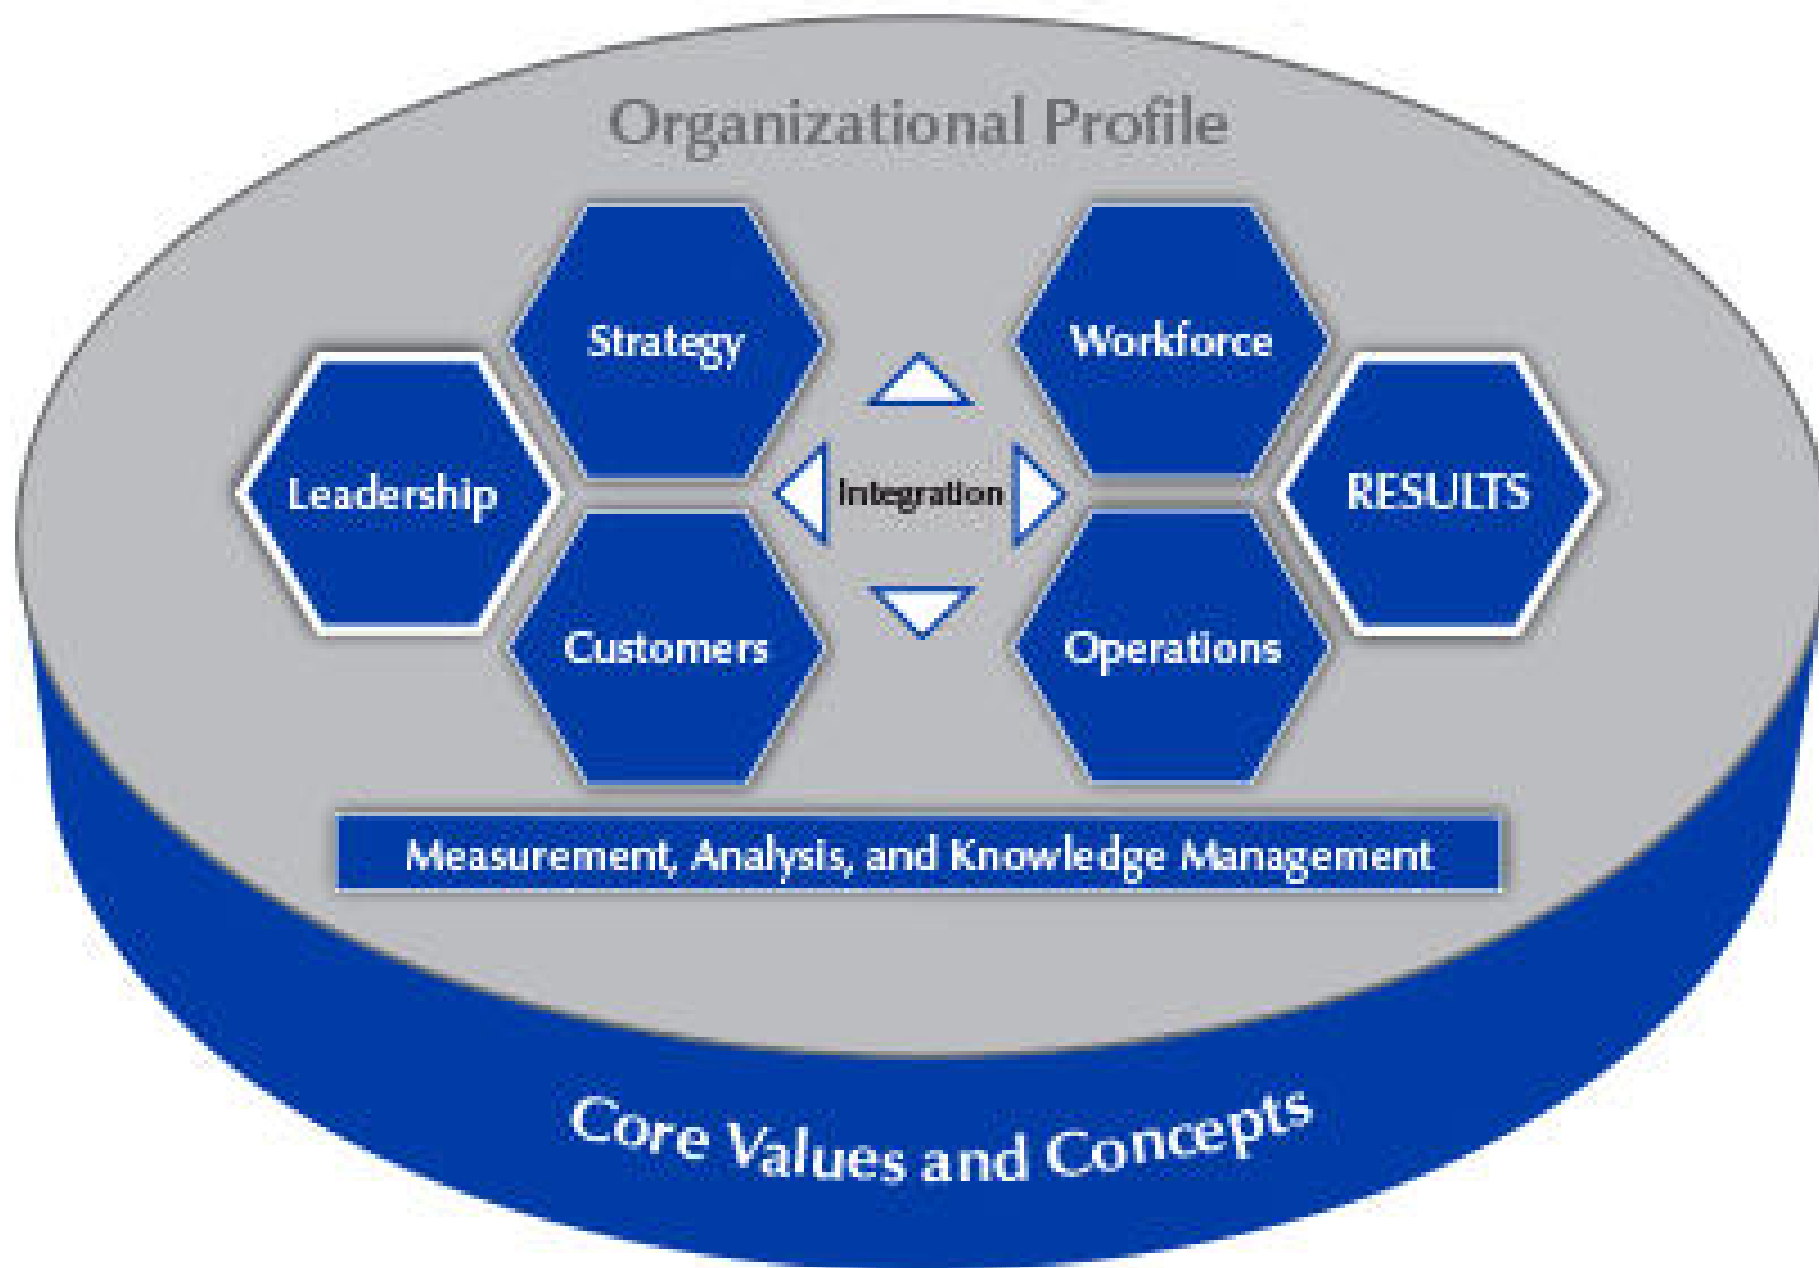 Organizational Profile
Strategy
Workforce
Leadership
Integration
RESULTS
Customers
Operations
Measurement, Analysis, and Knowledge Management
Core Values and Concepts